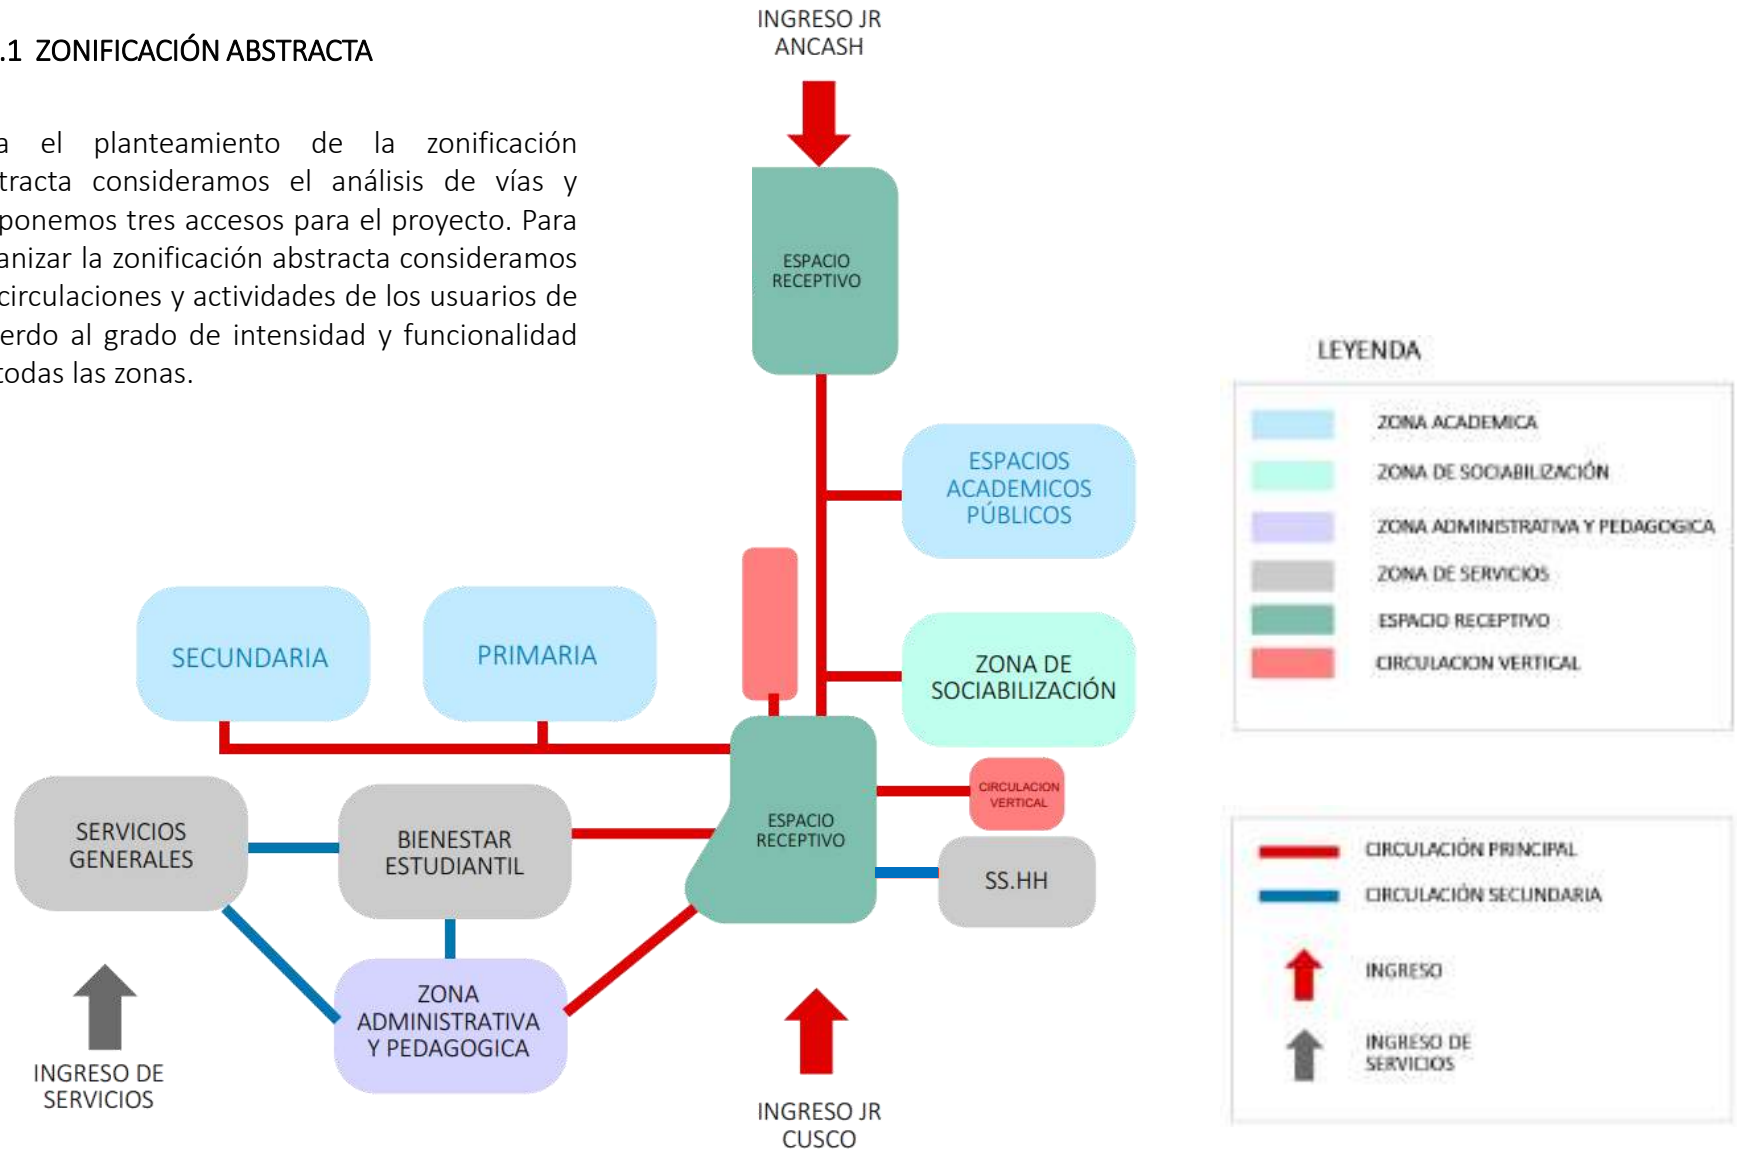 .1 ZONIFICACIÓN ABSTRACTA
a el planteamiento de la zonificación
tracta consideramos el análisis de vías y
ponemos tres accesos para el proyecto. Para
anizar la zonificación abstracta consideramos
circulaciones y actividades de los usuarios de
erdo al grado de intensidad y funcionalidad
todas las zonas.
INGRESO JR
ANCASH
ESPACIO
RECEPTIVO
ESPACIOS
ACADEMICOS
PÚBLICOS
SECUNDARIA
PRIMARIA
ZONA DE
SOCIABILIZACIÓN
SERVICIOS
GENERALES
BIENESTAR
ESTUDIANTIL
ESPACIO
RECEPTIVO
CIRCULACION
VERTICAL
SS.HH
ZONA
ADMINISTRATIVA
Y PEDAGOGICA
INGRESO DE
SERVICIOS
INGRESO JR
CUSCO
LEYENDA
ZONA ACADEMICA
ZONA DE SOCIABILIZACIÓN
ZONA ADMINISTRATIVA Y PEDAGOGICA
ZONA DE SERVICIOS
ESPACIO RECEPTIVO
CIRCULACION VERTICAL
CIRCULACIÓN PRINCIPAL
CIRCULACIÓN SECUNDARIA
INGRESO
INGRESO DE
SERVICIOS